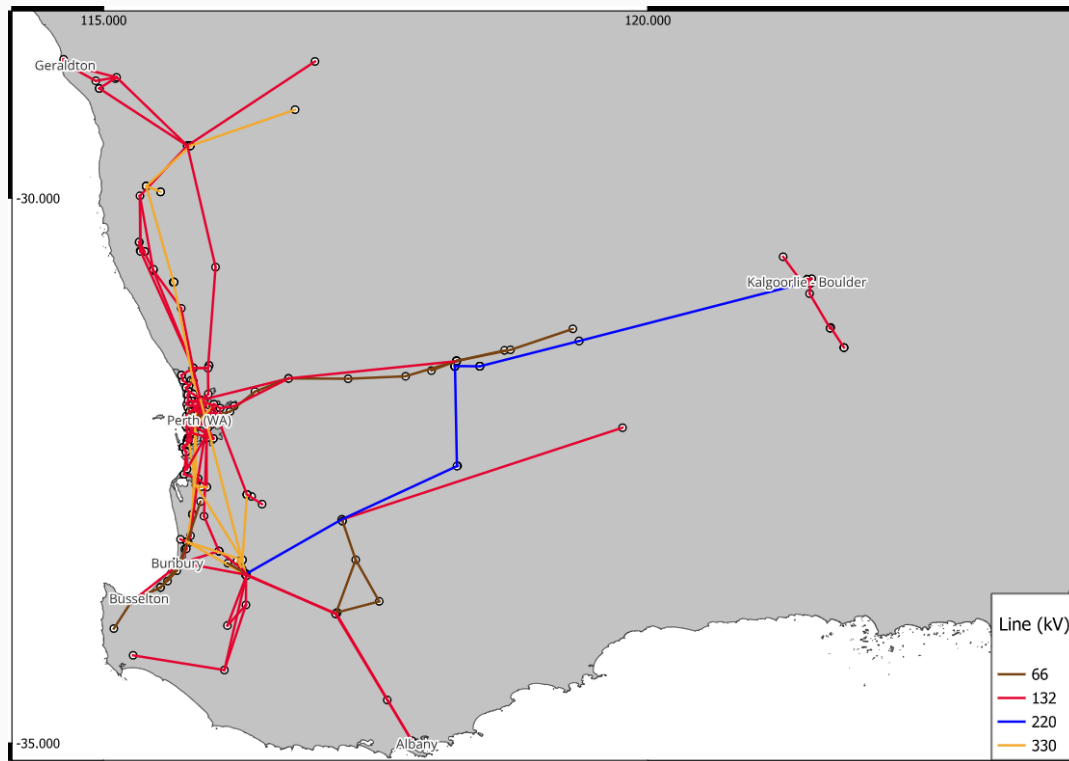 115.000
120.000
Geraldton
-30.000
Kalgoorlie - Boulder
Perth (WA)
Bunbury
Busselton
Line (kV)
66
132
220
330
-35.000
Albany